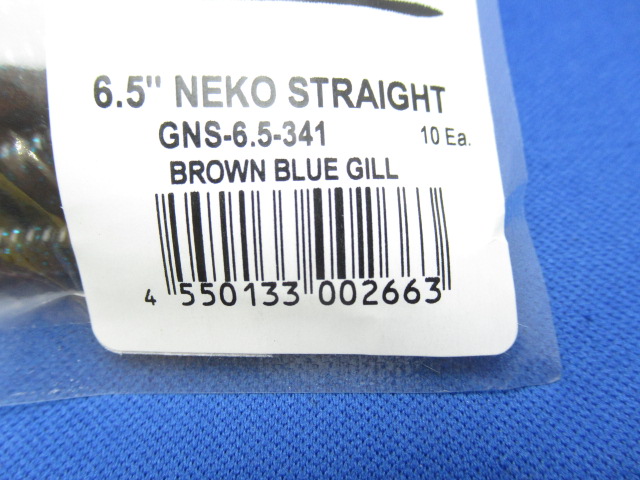 6.5" NEKO STRAIGHT
GNS-6.5-341 10 Ea.
BROWN BLUE GILL
4 550133 002663